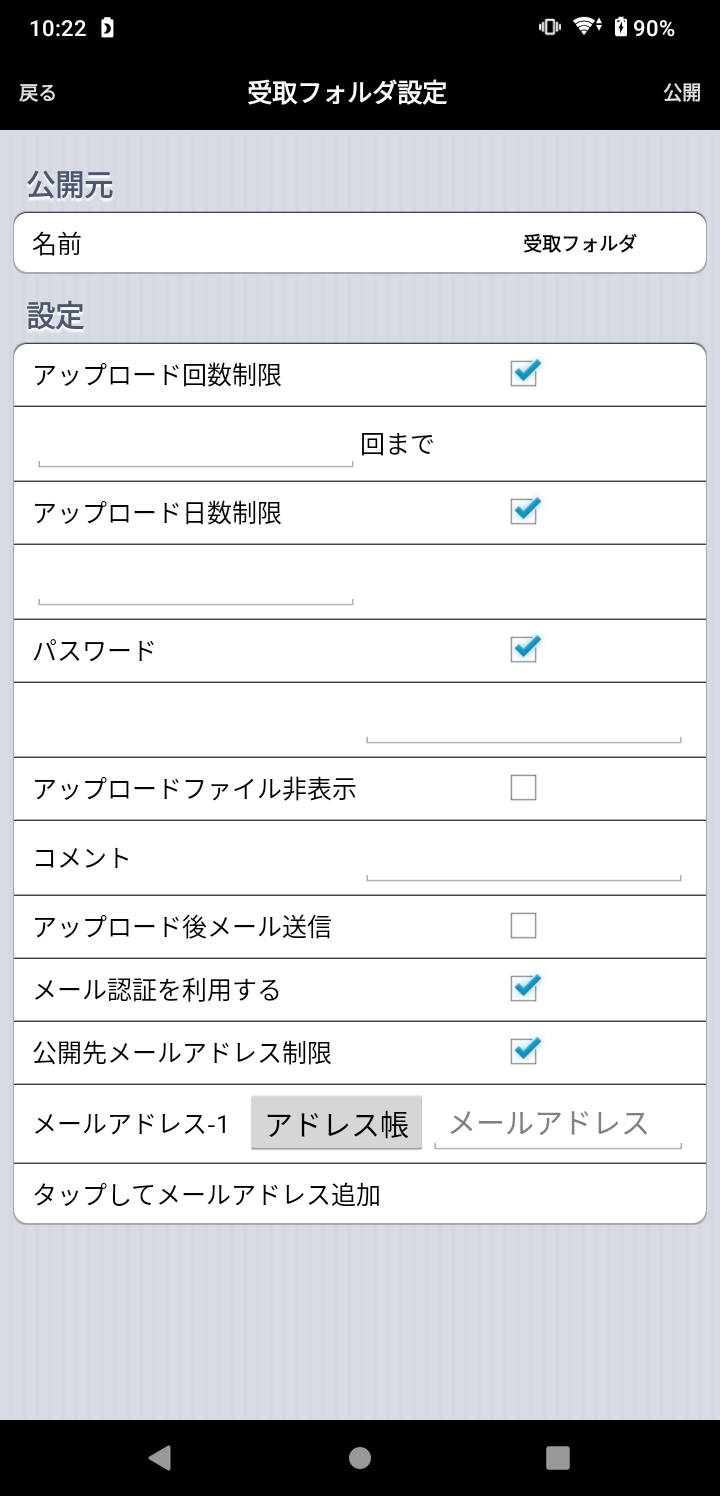 10:22 90%
戻る 受取フォルダ設定 公開
公開元
名前 受取フォルダ
設定
アップロード回数制限
回まで
アップロード日数制限
パスワード
アップロードファイル非表示
コメント
アップロード後メール送信
メール認証を利用する
公開先メールアドレス制限
メールアドレス-1 アドレス帳 メールアドレス
タップしてメールアドレス追加